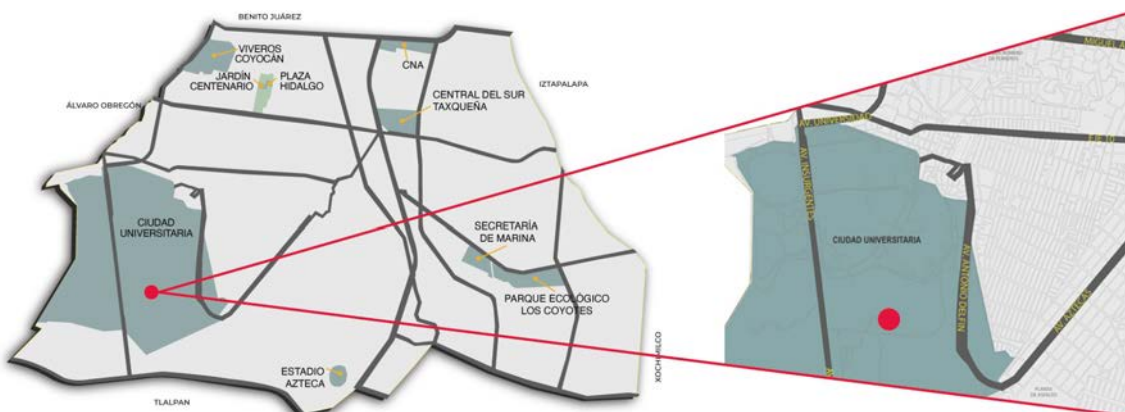 BENITO JUÁREZ
VIVEROS
COYOCÁN
JARDÍN
CENTENARIO
PLAZA
HIDALGO
CNA
IZTAPALAPA
CENTRAL DEL SUR
TAXQUEÑA
ÁLVARO OBREGÓN
CIUDAD
UNIVERSITARIA
SECRETARÍA
DE MARINA
PARQUE ECOLÓGICO
LOS COYOTES
XOCHIMILCO
ESTADIO
AZTECA
TLALPAN
MIGUEL A
AV. UNIVERSIDAD
EJE 10
AV. INSURGENTES
CIUDAD UNIVERSITARIA
AV. ANTONIO DELFIN
AV. AZTECAS
AV